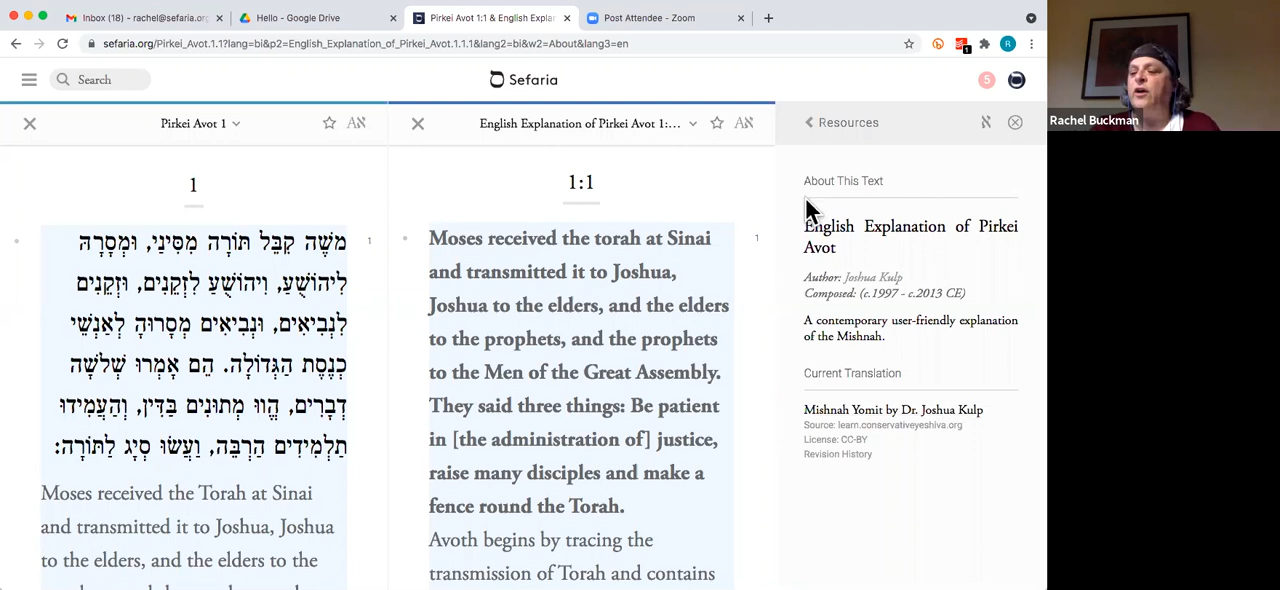 Inbox (18) - rachel@sefaria.org
Hello - Google Drive
Pirkei Avot 1:1 & English Expla
Post Attendee - Zoom
sefaria.org/Pirkei_Avot.1.1?lang=bi&p2=English_Explanation_of_Pirkei_Avot.1.1.1&lang2=bi&w2=About&lang3=en
1
R
Search
Sefaria
5
Rachel Buckman
Pirkei Avot 1
Aא
English Explanation of Pirkei Avot 1:...
Aא
Resources
א
1
משֶׁה קִבֵּל תּוֹרָה מִסִּינַי, וּמְסָרָהּ
לִיהוֹשֻׁעַ, וִיהוֹשֻׁעַ לִזְקֵנִים, וּזְקֵנִים
לִנְבִיאִים, וּנְבִיאִים מְסָרוּהָ לְאַנְשֵׁי
כְנֶסֶת הַגְּדוֹלָה. הֵם אָמְרוּ שְׁלשָׁה
דְבָרִים, הֱווּ מְתוּנִים בַּדִּין, וְהַעֲמִידוּ
תַלְמִידִים הַרְבֵּה, וַעֲשׂוּ סְיָג לַתּוֹרָה:
1
Moses received the Torah at Sinai
and transmitted it to Joshua, Joshua
to the elders, and the elders to the
1:1
Moses received the torah at Sinai
and transmitted it to Joshua,
Joshua to the elders, and the elders
to the prophets, and the prophets
to the Men of the Great Assembly.
They said three things: Be patient
in [the administration of] justice,
raise many disciples and make a
fence round the Torah.
Avoth begins by tracing the
transmission of Torah and contains
1
About This Text
English Explanation of Pirkei
Avot
Author: Joshua Kulp
Composed: (c.1997 - c.2013 CE)
A contemporary user-friendly explanation
of the Mishnah.
Current Translation
Mishnah Yomit by Dr. Joshua Kulp
Source: learn.conservativeyeshiva.org
License: CC-BY
Revision History